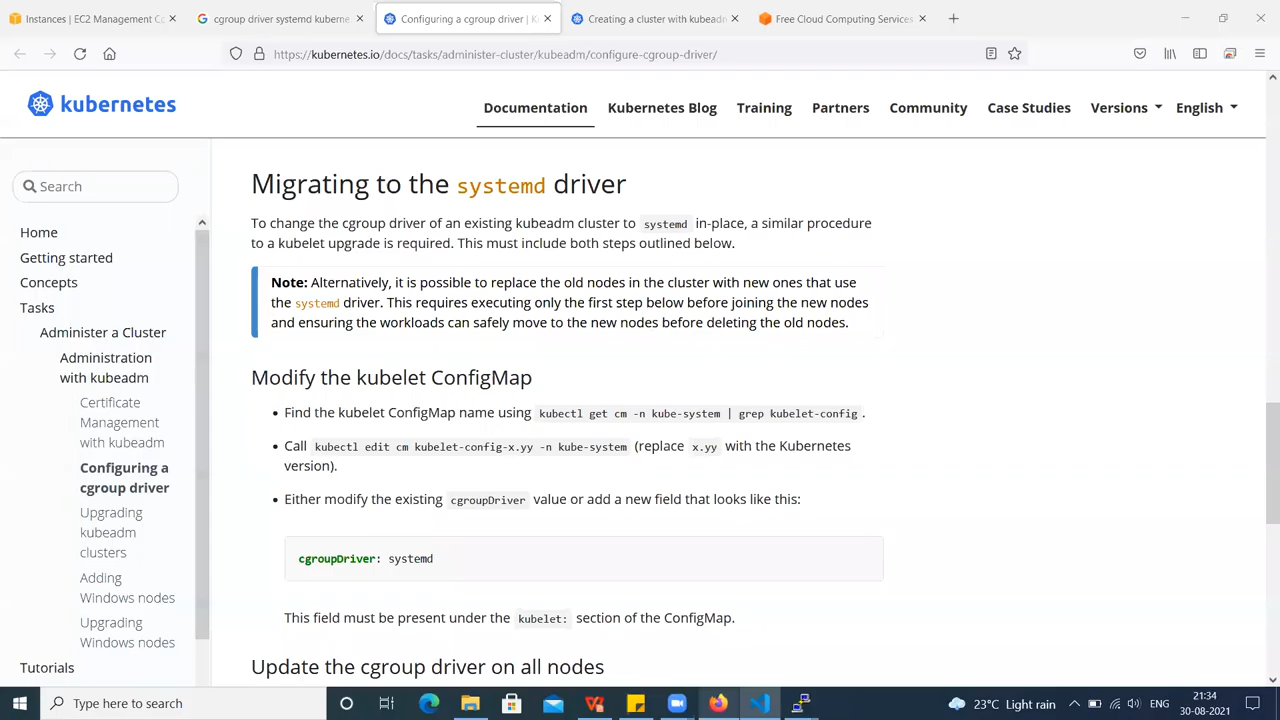 Instances | EC2 Management Co
cgroup driver systemd kuberne
Configuring a cgroup driver | K
Creating a cluster with kubeadn
Free Cloud Computing Services
https://kubernetes.io/docs/tasks/administer-cluster/kubeadm/configure-cgroup-driver/
kubernetes
Documentation
Kubernetes Blog
Training
Partners
Community
Case Studies
Versions
English
Search
Home
Getting started
Concepts
Tasks
Administer a Cluster
Administration
with kubeadm
Certificate
Management
with kubeadm
Configuring a
cgroup driver
Upgrading
kubeadm
clusters
Adding
Windows nodes
Upgrading
Windows nodes
Tutorials
Migrating to the systemd driver
To change the cgroup driver of an existing kubeadm cluster to systemd in-place, a similar procedure
to a kubelet upgrade is required. This must include both steps outlined below.
Note: Alternatively, it is possible to replace the old nodes in the cluster with new ones that use
the systemd driver. This requires executing only the first step below before joining the new nodes
and ensuring the workloads can safely move to the new nodes before deleting the old nodes.
Modify the kubelet ConfigMap
• Find the kubelet ConfigMap name using kubectl get cm -n kube-system | grep kubelet-config .
• Call kubectl edit cm kubelet-config-x.yy -n kube-system (replace x.yy with the Kubernetes
version).
• Either modify the existing cgroupDriver value or add a new field that looks like this:
cgroupDriver: systemd
This field must be present under the kubelet: section of the ConfigMap.
Update the cgroup driver on all nodes
Type here to search
23°C Light rain
21:34
30-08-2021